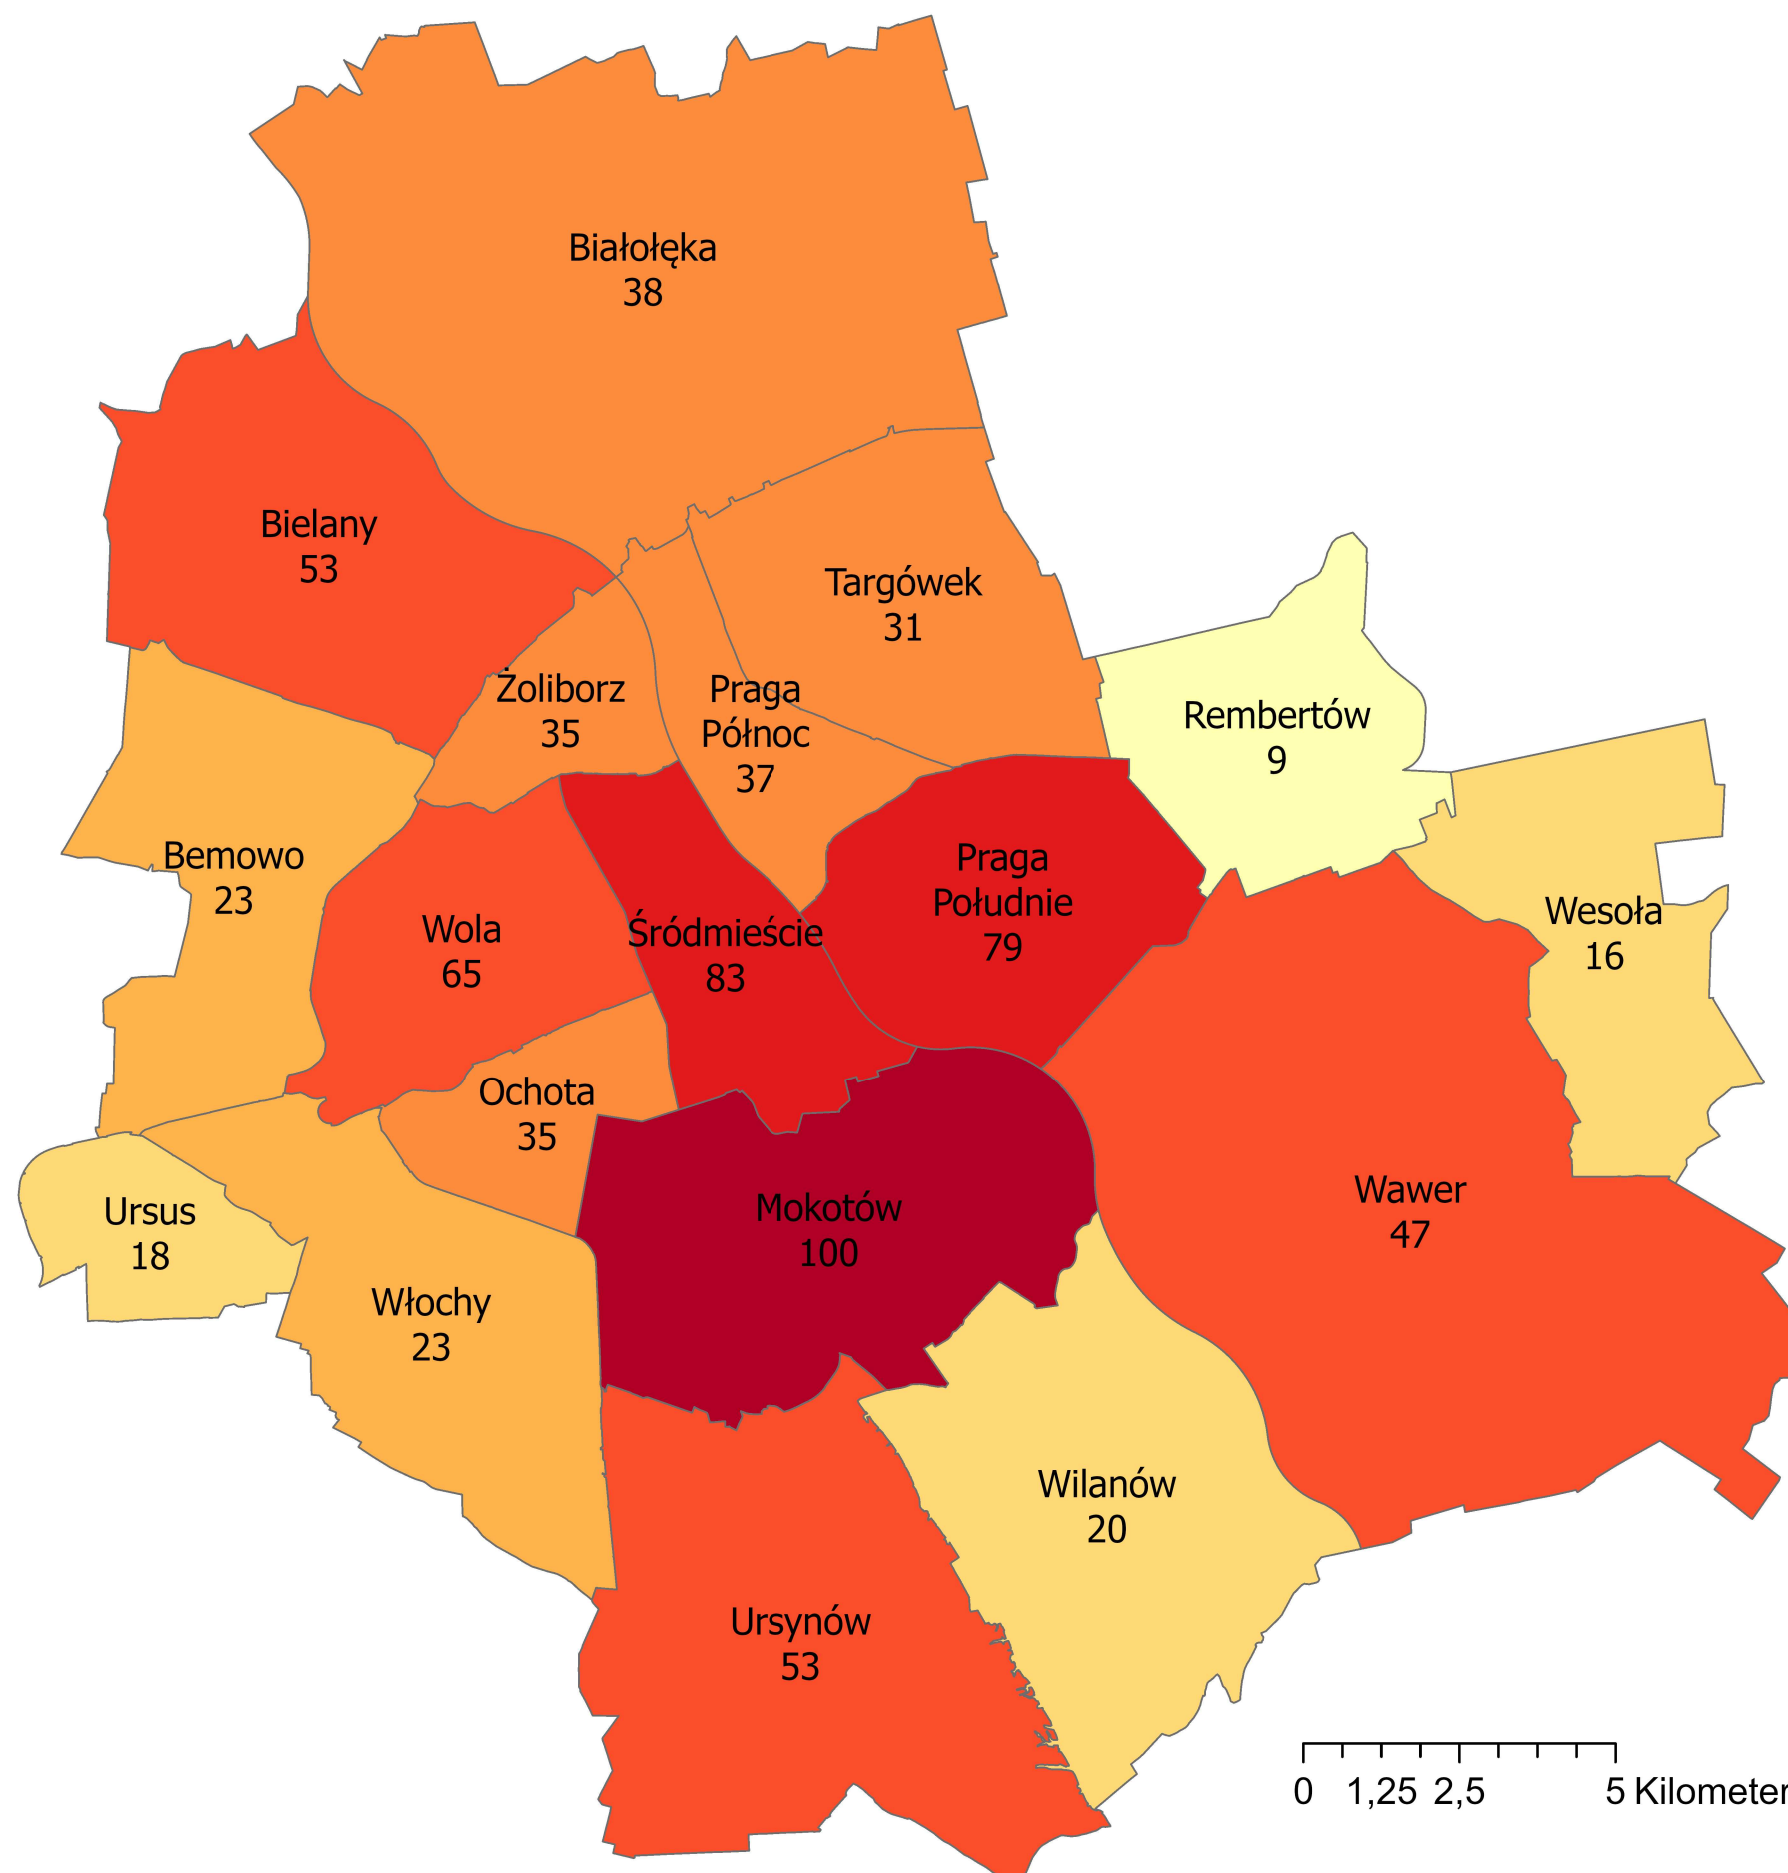 Białołęka
38
Bielany
53
Targówek
31
Żoliborz
35
Praga
Północ
37
Rembertów
9
Bemowo
23
Wola
65
Śródmieście
83
Praga
Południe
79
Wesoła
16
Ochota
35
Ursus
18
Mokotów
100
Wawer
47
Włochy
23
Wilanów
20
Ursynów
53
0 1,25 2,5 5 Kilometer